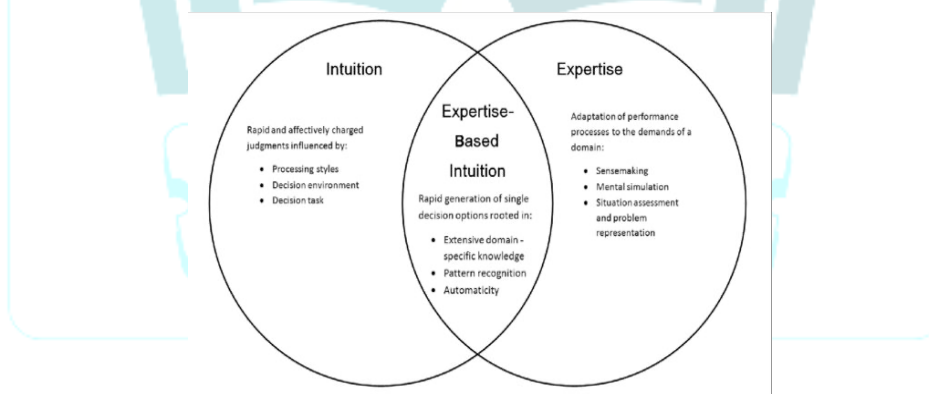 Intuition
Rapid and affectively charged
judgments influenced by:
• Processing styles
• Decision environment
• Decision task
Expertise-
Based
Intuition
Rapid generation of single
decision options rooted in:
• Extensive domain -
specific knowledge
• Pattern recognition
• Automaticity
Expertise
Adaptation of performance
processes to the demands of a
domain:
• Sensemaking
• Mental simulation
• Situation assessment
and problem
representation